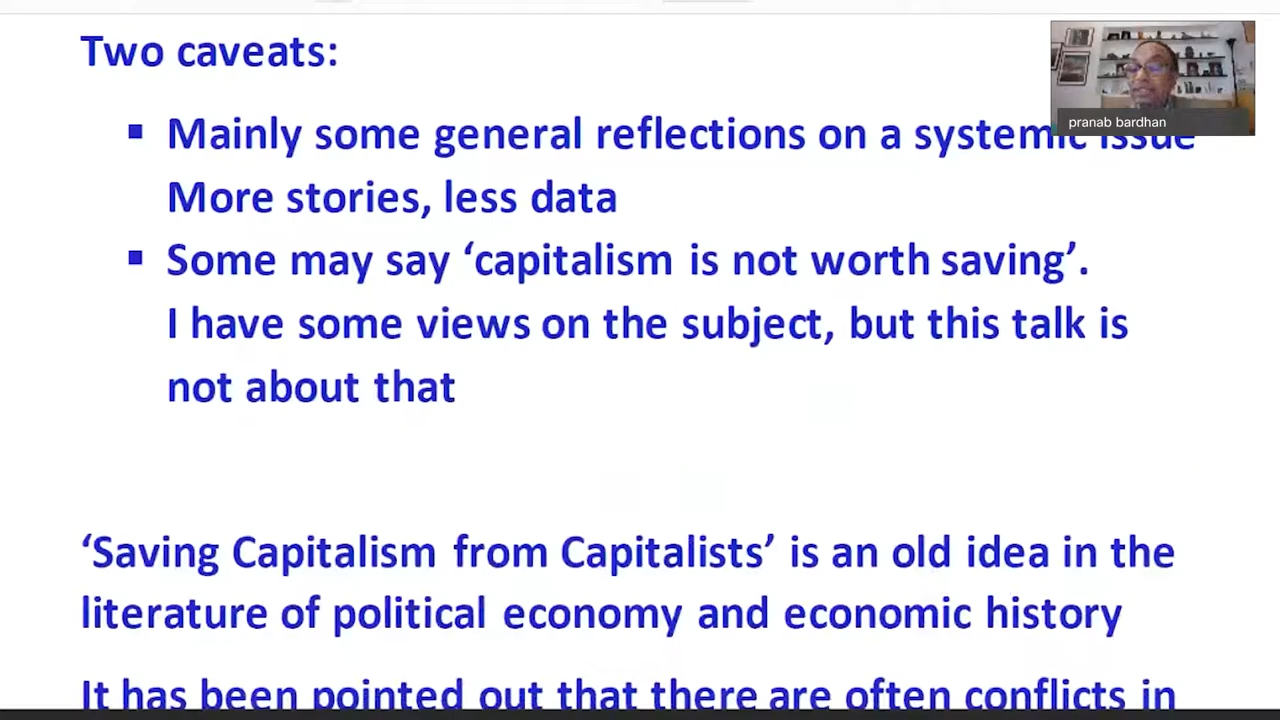 Two caveats:
pranab bardhan
▪ Mainly some general reflections on a systemic issue
More stories, less data
▪ Some may say ‘capitalism is not worth saving’.
I have some views on the subject, but this talk is
not about that
‘Saving Capitalism from Capitalists’ is an old idea in the
literature of political economy and economic history
It has been pointed out that there are often conflicts in